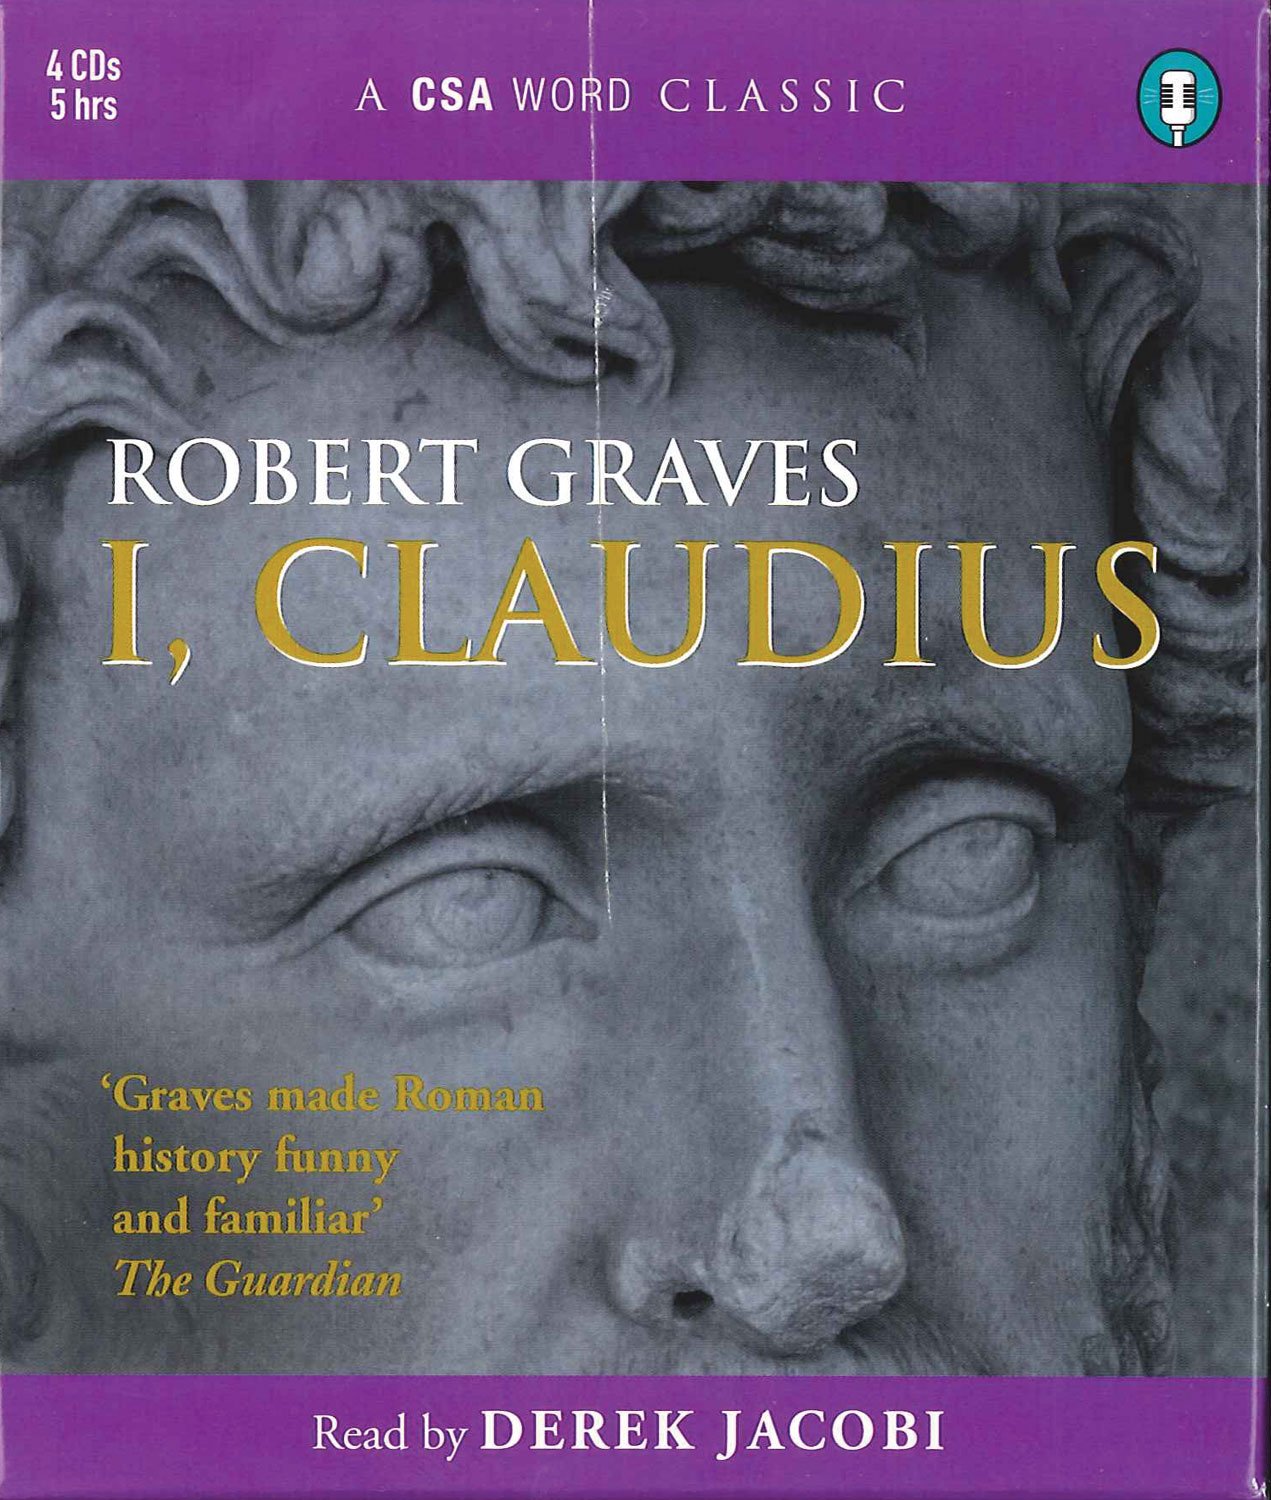 4 CDs
5 hrs
A CSA WORD CLASSIC
ROBERT GRAVES
I, CLAUDIUS
‘Graves made Roman
history funny
and familiar’
The Guardian
Read by DEREK JACOBI